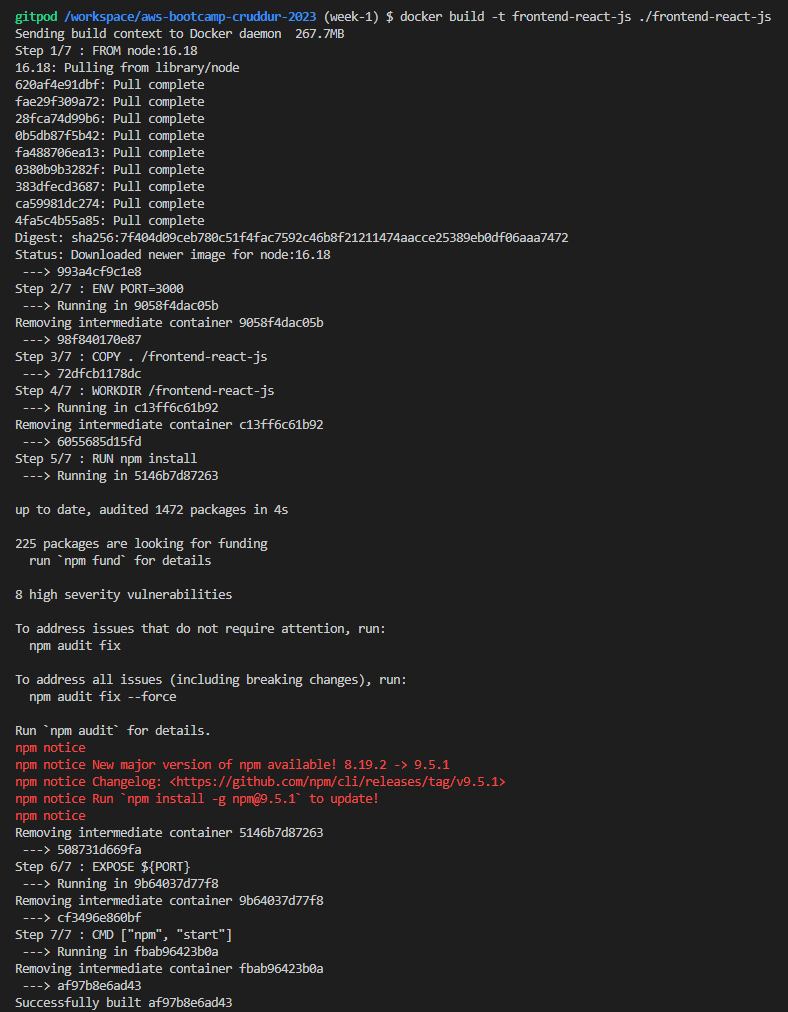 gitpod /workspace/aws-bootcamp-cruddur-2023 (week-1) $ docker build -t frontend-react-js ./frontend-react-js
Sending build context to Docker daemon  267.7MB
Step 1/7 : FROM node:16.18
16.18: Pulling from library/node
620af4e91dbf: Pull complete
fae29f309a72: Pull complete
28fca74d99b6: Pull complete
0b5db87f5b42: Pull complete
fa488706ea13: Pull complete
0380b9b3282f: Pull complete
383dfecd3687: Pull complete
ca59981dc274: Pull complete
4fa5c4b55a85: Pull complete
Digest: sha256:7f404d09ceb780c51f4fac7592c46b8f21211474aacce25389eb0df06aaa7472
Status: Downloaded newer image for node:16.18
 ---> 993a4cf9c1e8
Step 2/7 : ENV PORT=3000
 ---> Running in 9058f4dac05b
Removing intermediate container 9058f4dac05b
 ---> 98f840170e87
Step 3/7 : COPY . /frontend-react-js
 ---> 72dfcb1178dc
Step 4/7 : WORKDIR /frontend-react-js
 ---> Running in c13ff6c61b92
Removing intermediate container c13ff6c61b92
 ---> 6055685d15fd
Step 5/7 : RUN npm install
 ---> Running in 5146b7d87263
up to date, audited 1472 packages in 4s
225 packages are looking for funding
  run `npm fund` for details
8 high severity vulnerabilities
To address issues that do not require attention, run:
  npm audit fix
To address all issues (including breaking changes), run:
  npm audit fix --force
Run `npm audit` for details.
npm notice
npm notice New major version of npm available! 8.19.2 -> 9.5.1
npm notice Changelog: <https://github.com/npm/cli/releases/tag/v9.5.1>
npm notice Run `npm install -g npm@9.5.1` to update!
npm notice
Removing intermediate container 5146b7d87263
 ---> 508731d669fa
Step 6/7 : EXPOSE ${PORT}
 ---> Running in 9b64037d77f8
Removing intermediate container 9b64037d77f8
 ---> cf3496e860bf
Step 7/7 : CMD ["npm", "start"]
 ---> Running in fbab96423b0a
Removing intermediate container fbab96423b0a
 ---> af97b8e6ad43
Successfully built af97b8e6ad43